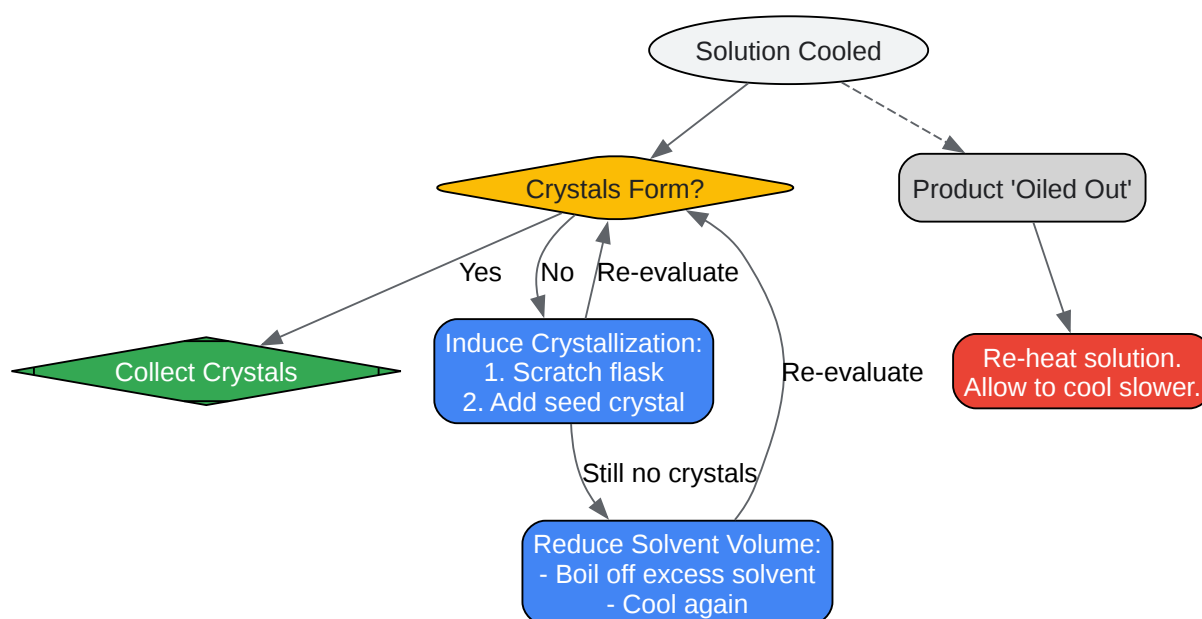 Solution Cooled
Crystals Form?
Product 'Oiled Out'
Yes
No
Re-evaluate
Collect Crystals
Induce Crystallization:
1. Scratch flask
2. Add seed crystal
Re-evaluate
Re-heat solution.
Allow to cool slower.
Still no crystals
Reduce Solvent Volume:
- Boil off excess solvent
- Cool again